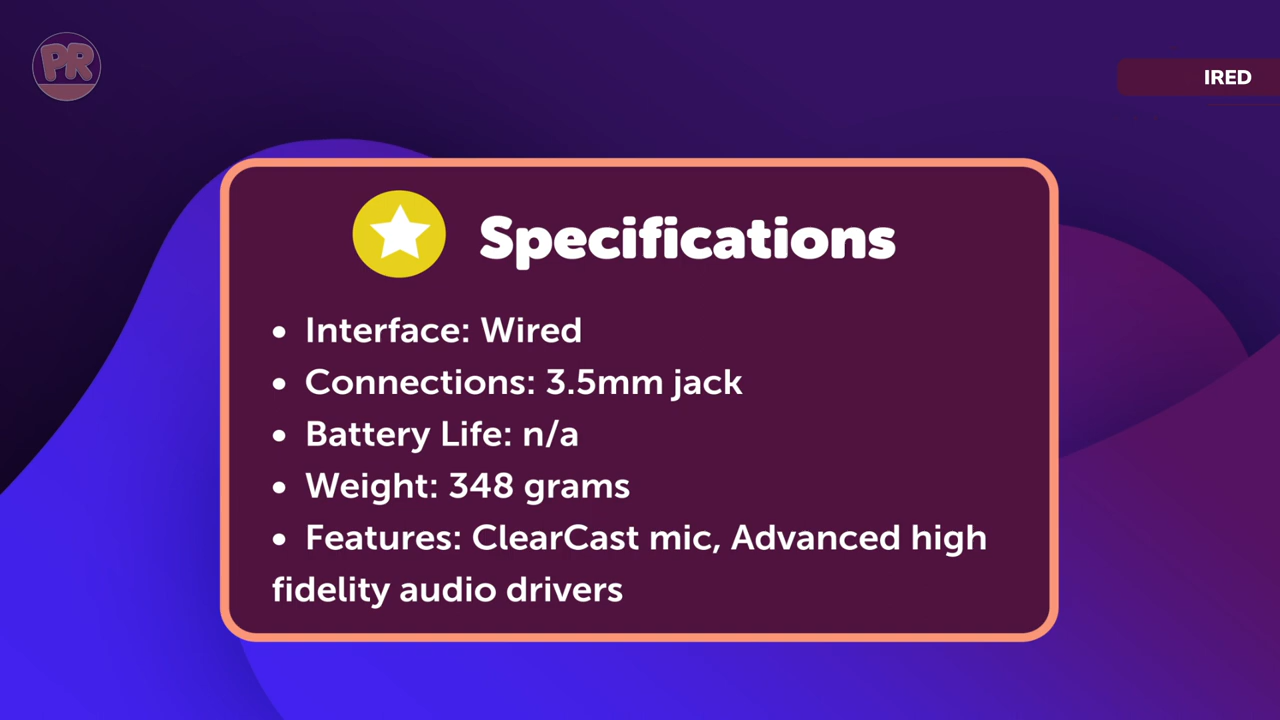 PR
IRED
Specifications
• Interface: Wired
• Connections: 3.5mm jack
• Battery Life: n/a
• Weight: 348 grams
• Features: ClearCast mic, Advanced high
fidelity audio drivers